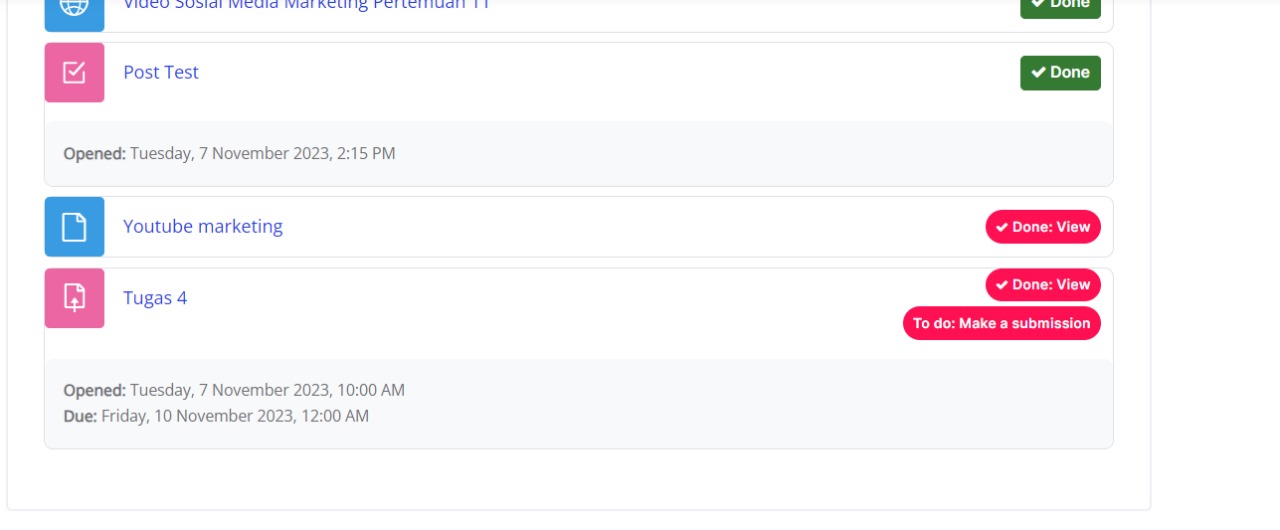 Video Sosial Media Marketing Pertemuan 11
Done
Post Test
Done
Opened: Tuesday, 7 November 2023, 2:15 PM
Youtube marketing
Done: View
Tugas 4
Done: View
To do: Make a submission
Opened: Tuesday, 7 November 2023, 10:00 AM
Due: Friday, 10 November 2023, 12:00 AM